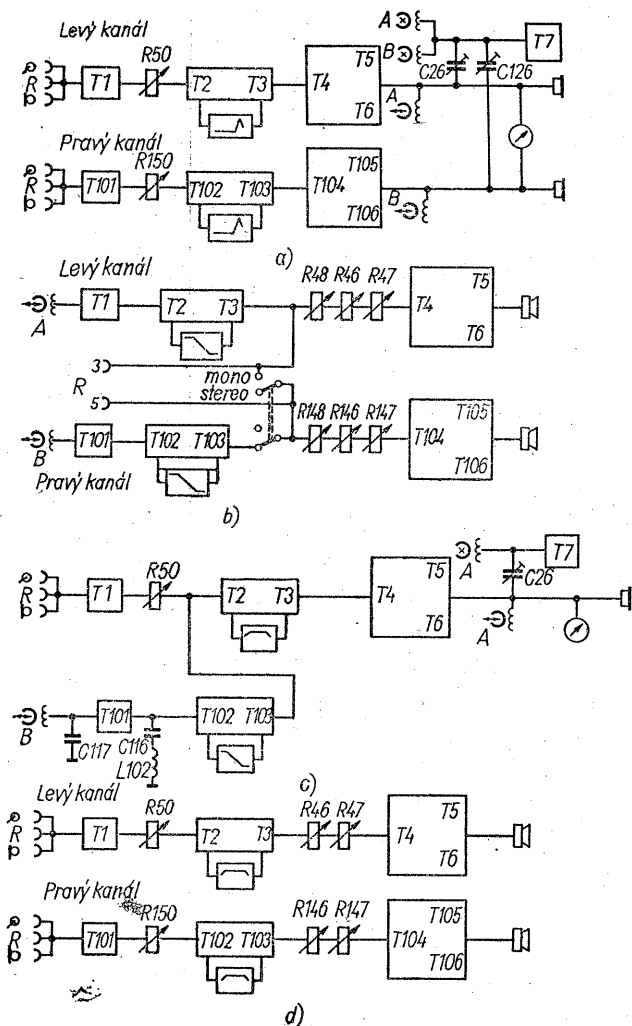 Levý kanál
R
T1
R50
T2 T3
T4
T5
T6
A
B
A
C26
C126
T7
Pravý kanál
R
T101
R150
T102 T103
T104
T105
T106
B
a)
Levý kanál
A
T1
T2 T3
R48 R46 R47
T4
T5
T6
3
R
5
mono
stereo
B
T101
T102 T103
R148 R146 R147
T104
T105
T106
Pravý kanál
b)
R
T1
R50
T2 T3
T4
T5
T6
A
A
C26
T7
B
C117
T101
C116
L102
T102 T103
c)
Levý kanál
R
T1
R50
T2 T3
R46 R47
T4
T5
T6
Pravý kanál
R
T101
R150
T102 T103
R146 R147
T104
T105
T106
d)